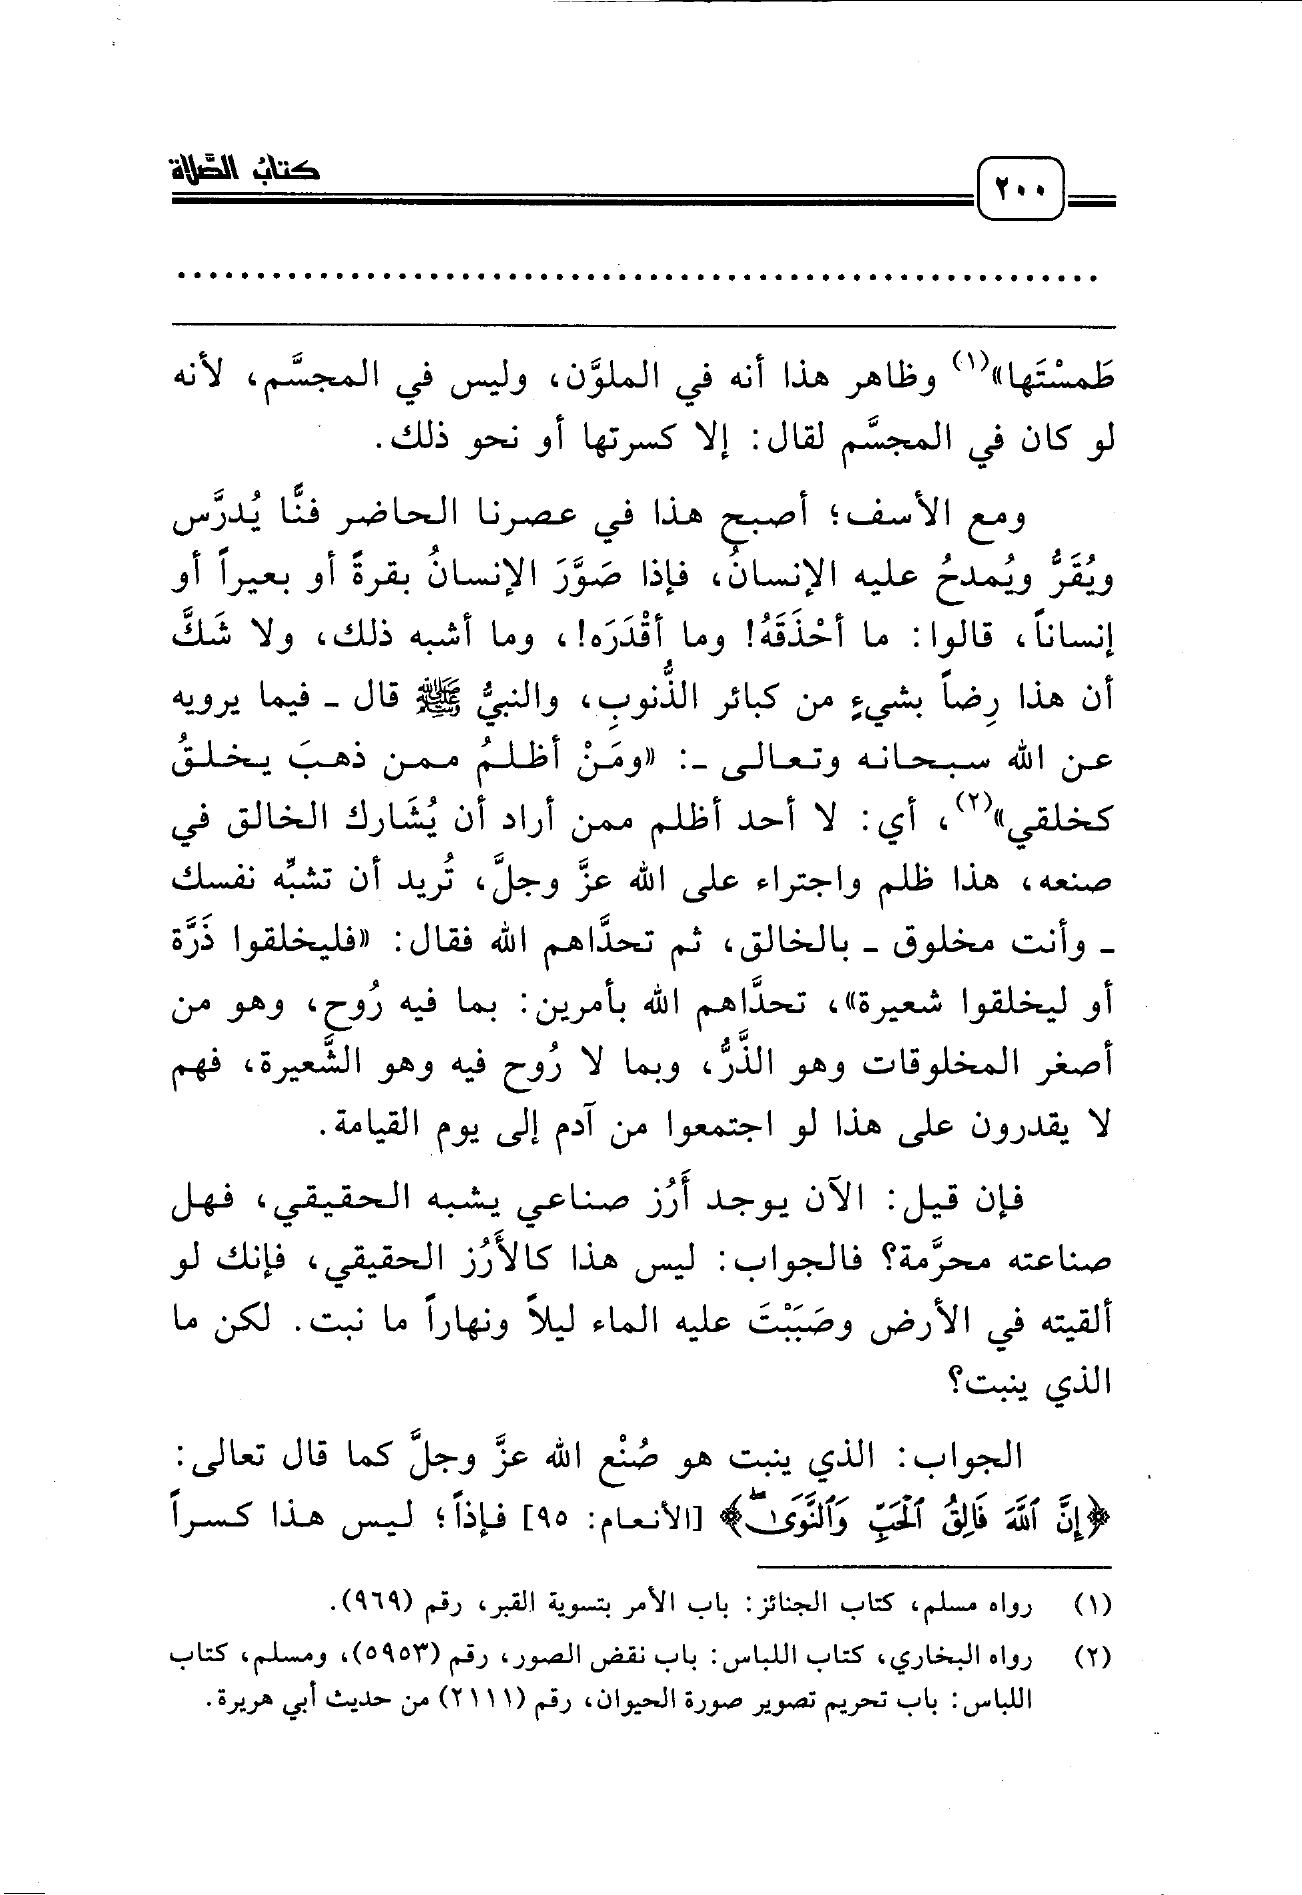 كتابُ الصَّلاة
٢٠٠
..........................................................
طَمسْتَها»(١) وظاهر هذا أنه في الملوَّن، وليس في المجسَّم، لأنه
لو كان في المجسَّم لقال: إلا كسرتها أو نحو ذلك.
ومع الأسف؛ أصبح هذا في عصرنا الحاضر فنًّا يُدرَّس
ويُقَرُّ ويُمدحُ عليه الإنسانُ، فإذا صَوَّرَ الإنسانُ بقرةً أو بعيراً أو
إنساناً، قالوا: ما أحْذَقَهُ! وما أقْدَرَه!، وما أشبه ذلك، ولا شَكَّ
أن هذا رِضاً بشيءٍ من كبائر الذُّنوبِ، والنبيُّ ﷺ قال ـ فيما يرويه
عن الله سبحانه وتعالى ـ: «ومَنْ أظلمُ ممن ذهبَ يخلقُ
كخلقي»(٢)، أي: لا أحد أظلم ممن أراد أن يُشَارك الخالق في
صنعه، هذا ظلم واجتراء على الله عزَّ وجلَّ، تُريد أن تشبِّه نفسك
ـ وأنت مخلوق ـ بالخالق، ثم تحدَّاهم الله فقال: «فليخلقوا ذَرَّة
أو ليخلقوا شعيرة»، تحدَّاهم الله بأمرين: بما فيه رُوح، وهو من
أصغر المخلوقات وهو الذَّرُّ، وبما لا رُوح فيه وهو الشَّعيرة، فهم
لا يقدرون على هذا لو اجتمعوا من آدم إلى يوم القيامة.
فإن قيل: الآن يوجد أَرُز صناعي يشبه الحقيقي، فهل
صناعته محرَّمة؟ فالجواب: ليس هذا كالأَرُز الحقيقي، فإنك لو
ألقيته في الأرض وصَبَبْتَ عليه الماء ليلاً ونهاراً ما نبت. لكن ما
الذي ينبت؟
الجواب: الذي ينبت هو صُنْع الله عزَّ وجلَّ كما قال تعالى:
﴿إِنَّ ٱللَّهَ فَالِقُ ٱلْحَبِّ وَٱلنَّوَىٰۖ﴾ [الأنعام: ٩٥] فإذاً؛ ليس هذا كسراً
(١) رواه مسلم، كتاب الجنائز: باب الأمر بتسوية القبر، رقم (٩٦٩).
(٢) رواه البخاري، كتاب اللباس: باب نقض الصور، رقم (٥٩٥٣)، ومسلم، كتاب
اللباس: باب تحريم تصوير صورة الحيوان، رقم (٢١١١) من حديث أبي هريرة.